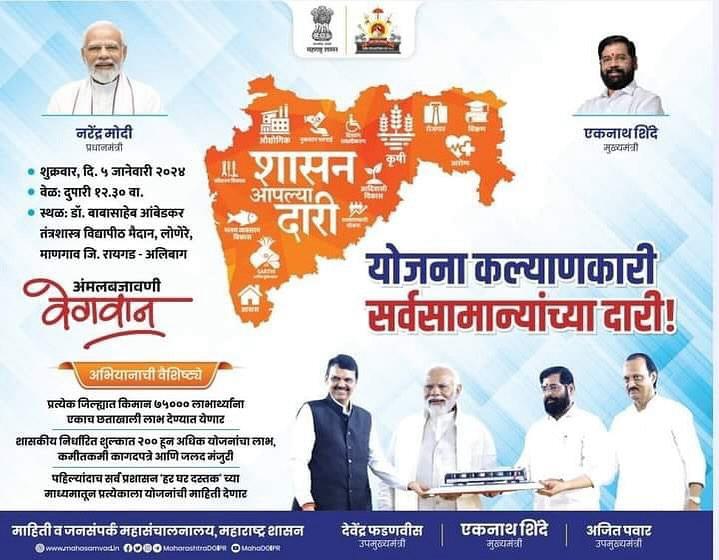 महाराष्ट्र शासन
नरेंद्र मोदी
प्रधानमंत्री
एकनाथ शिंदे
मुख्यमंत्री
शुक्रवार, दि. ५ जानेवारी २०२४
वेळ: दुपारी १२.३० वा.
स्थळ: डॉ. बाबासाहेब आंबेडकर
तंत्रशास्त्र विद्यापीठ मैदान, लोणेरे,
माणगाव जि. रायगड - अलिबाग
औद्योगिक
रोजगार
शिक्षण
कृषी
आरोग्य
आदिवासी
विकास
शासन
आपल्या
दारी
SARTHI
आवास
अंमलबजावणी
वेगवान
योजना कल्याणकारी
सर्वसामान्यांच्या दारी!
अभियानाची वैशिष्ट्ये
प्रत्येक जिल्ह्यात किमान ७५००० लाभार्थ्यांना
एकाच छताखाली लाभ देण्यात येणार
शासकीय निर्धारित शुल्कात २०० हून अधिक योजनांचा लाभ,
कमीतकमी कागदपत्रे आणि जलद मंजुरी
पहिल्यांदाच सर्व प्रशासन 'हर घर दस्तक' च्या
माध्यमातून प्रत्येकाला योजनांची माहिती देणार
माहिती व जनसंपर्क महासंचालनालय, महाराष्ट्र शासन
www.mahasamvad.in MaharashtraDGIPR MahaDGIPR
देवेंद्र फडणवीस
उपमुख्यमंत्री
एकनाथ शिंदे
मुख्यमंत्री
अजित पवार
उपमुख्यमंत्री